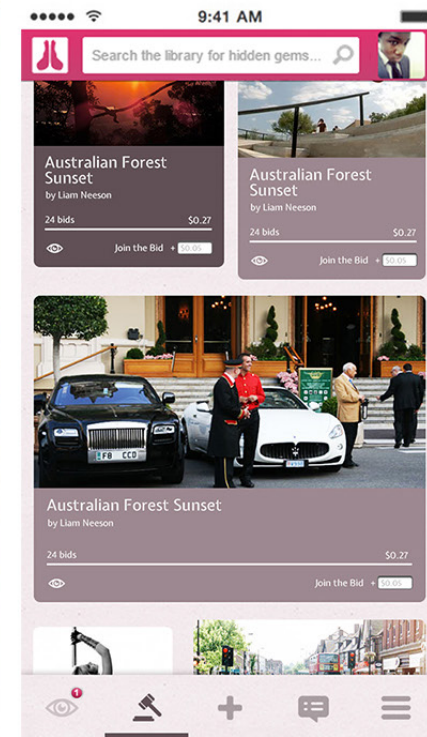 9:41 AM
Search the library for hidden gems...
Australian Forest
Sunset
by Liam Neeson
24 bids $0.27
Join the Bid + $0.05
Australian Forest
Sunset
by Liam Neeson
24 bids $0.27
Join the Bid + $0.05
F8 CCD
Australian Forest Sunset
by Liam Neeson
24 bids $0.27
Join the Bid + $0.05
1